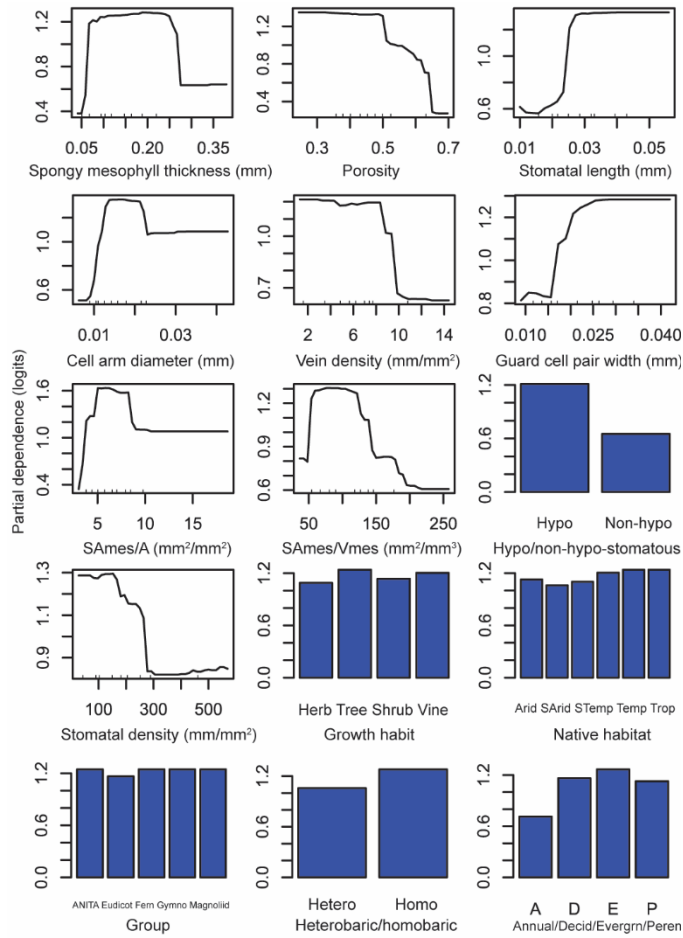 1.2
0.8
0.4
0.05 0.20 0.35
Spongy mesophyll thickness (mm)
1.2
0.8
0.4
0.3 0.5 0.7
Porosity
1.0
0.6
0.01 0.03 0.05
Stomatal length (mm)
1.0
0.6
0.01 0.03
Cell arm diameter (mm)
1.0
0.7
2 6 10 14
Vein density (mm/mm²)
1.2
1.0
0.8
0.010 0.025 0.040
Guard cell pair width (mm)
Partial dependence (logits)
1.6
1.0
0.4
5 10 15
SAmes/A (mm²/mm²)
1.2
0.9
0.6
50 150 250
SAmes/Vmes (mm²/mm³)
1.2
0.6
0.0
Hypo Non-hypo
Hypo/non-hypo-stomatous
1.3
1.1
0.9
100 300 500
Stomatal density (mm/mm²)
1.2
0.6
0.0
Herb Tree Shrub Vine
Growth habit
1.2
0.6
0.0
Arid SArid STemp Temp Trop
Native habitat
1.2
0.6
0.0
ANITA Eudicot Fern Gymno Magnoliid
Group
1.2
0.6
0.0
Hetero Homo
Heterobaric/homobaric
1.2
0.6
0.0
A D E P
Annual/Decid/Evergrn/Peren